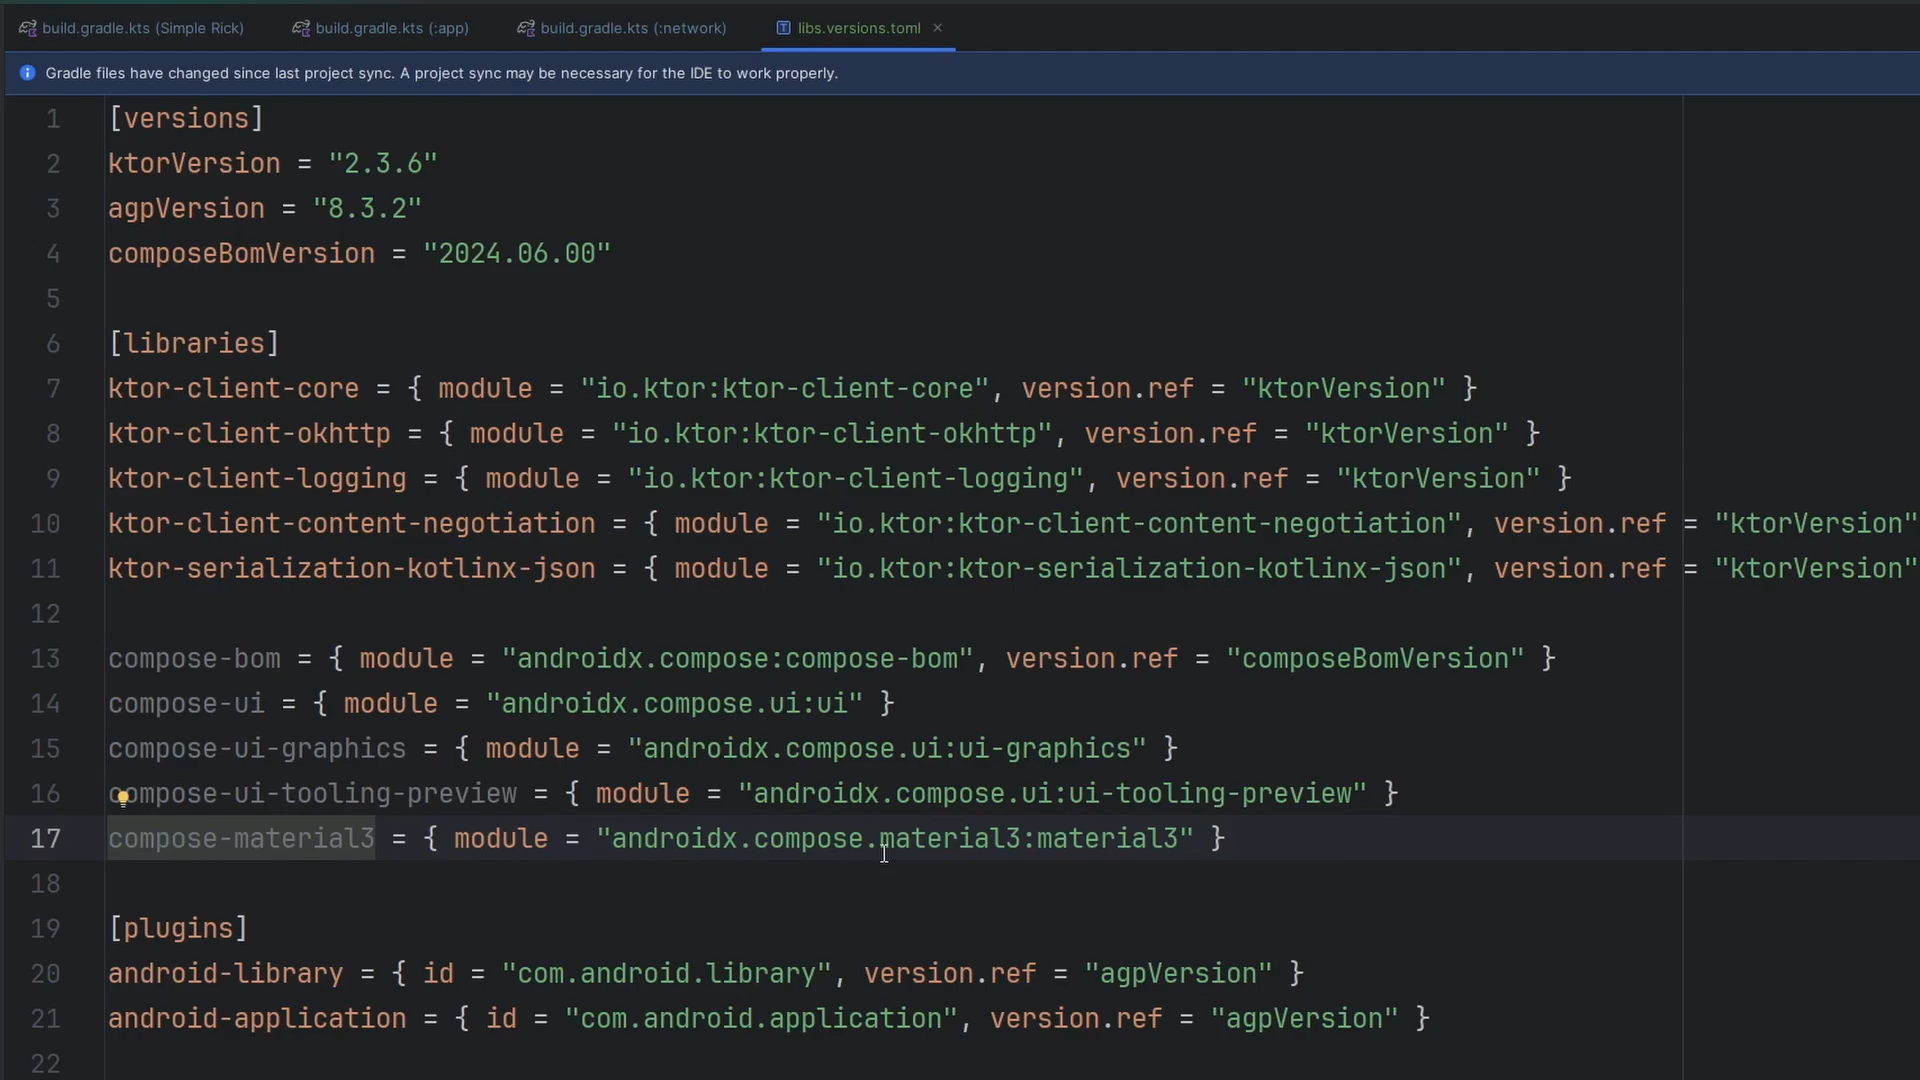 build.gradle.kts (Simple Rick) build.gradle.kts (:app) build.gradle.kts (:network) libs.versions.toml
Gradle files have changed since last project sync. A project sync may be necessary for the IDE to work properly.
1 [versions]
2 ktorVersion = "2.3.6"
3 agpVersion = "8.3.2"
4 composeBomVersion = "2024.06.00"
5
6 [libraries]
7 ktor-client-core = { module = "io.ktor:ktor-client-core", version.ref = "ktorVersion" }
8 ktor-client-okhttp = { module = "io.ktor:ktor-client-okhttp", version.ref = "ktorVersion" }
9 ktor-client-logging = { module = "io.ktor:ktor-client-logging", version.ref = "ktorVersion" }
10 ktor-client-content-negotiation = { module = "io.ktor:ktor-client-content-negotiation", version.ref = "ktorVersion"
11 ktor-serialization-kotlinx-json = { module = "io.ktor:ktor-serialization-kotlinx-json", version.ref = "ktorVersion"
12
13 compose-bom = { module = "androidx.compose:compose-bom", version.ref = "composeBomVersion" }
14 compose-ui = { module = "androidx.compose.ui:ui" }
15 compose-ui-graphics = { module = "androidx.compose.ui:ui-graphics" }
16 compose-ui-tooling-preview = { module = "androidx.compose.ui:ui-tooling-preview" }
17 compose-material3 = { module = "androidx.compose.material3:material3" }
18
19 [plugins]
20 android-library = { id = "com.android.library", version.ref = "agpVersion" }
21 android-application = { id = "com.android.application", version.ref = "agpVersion" }
22